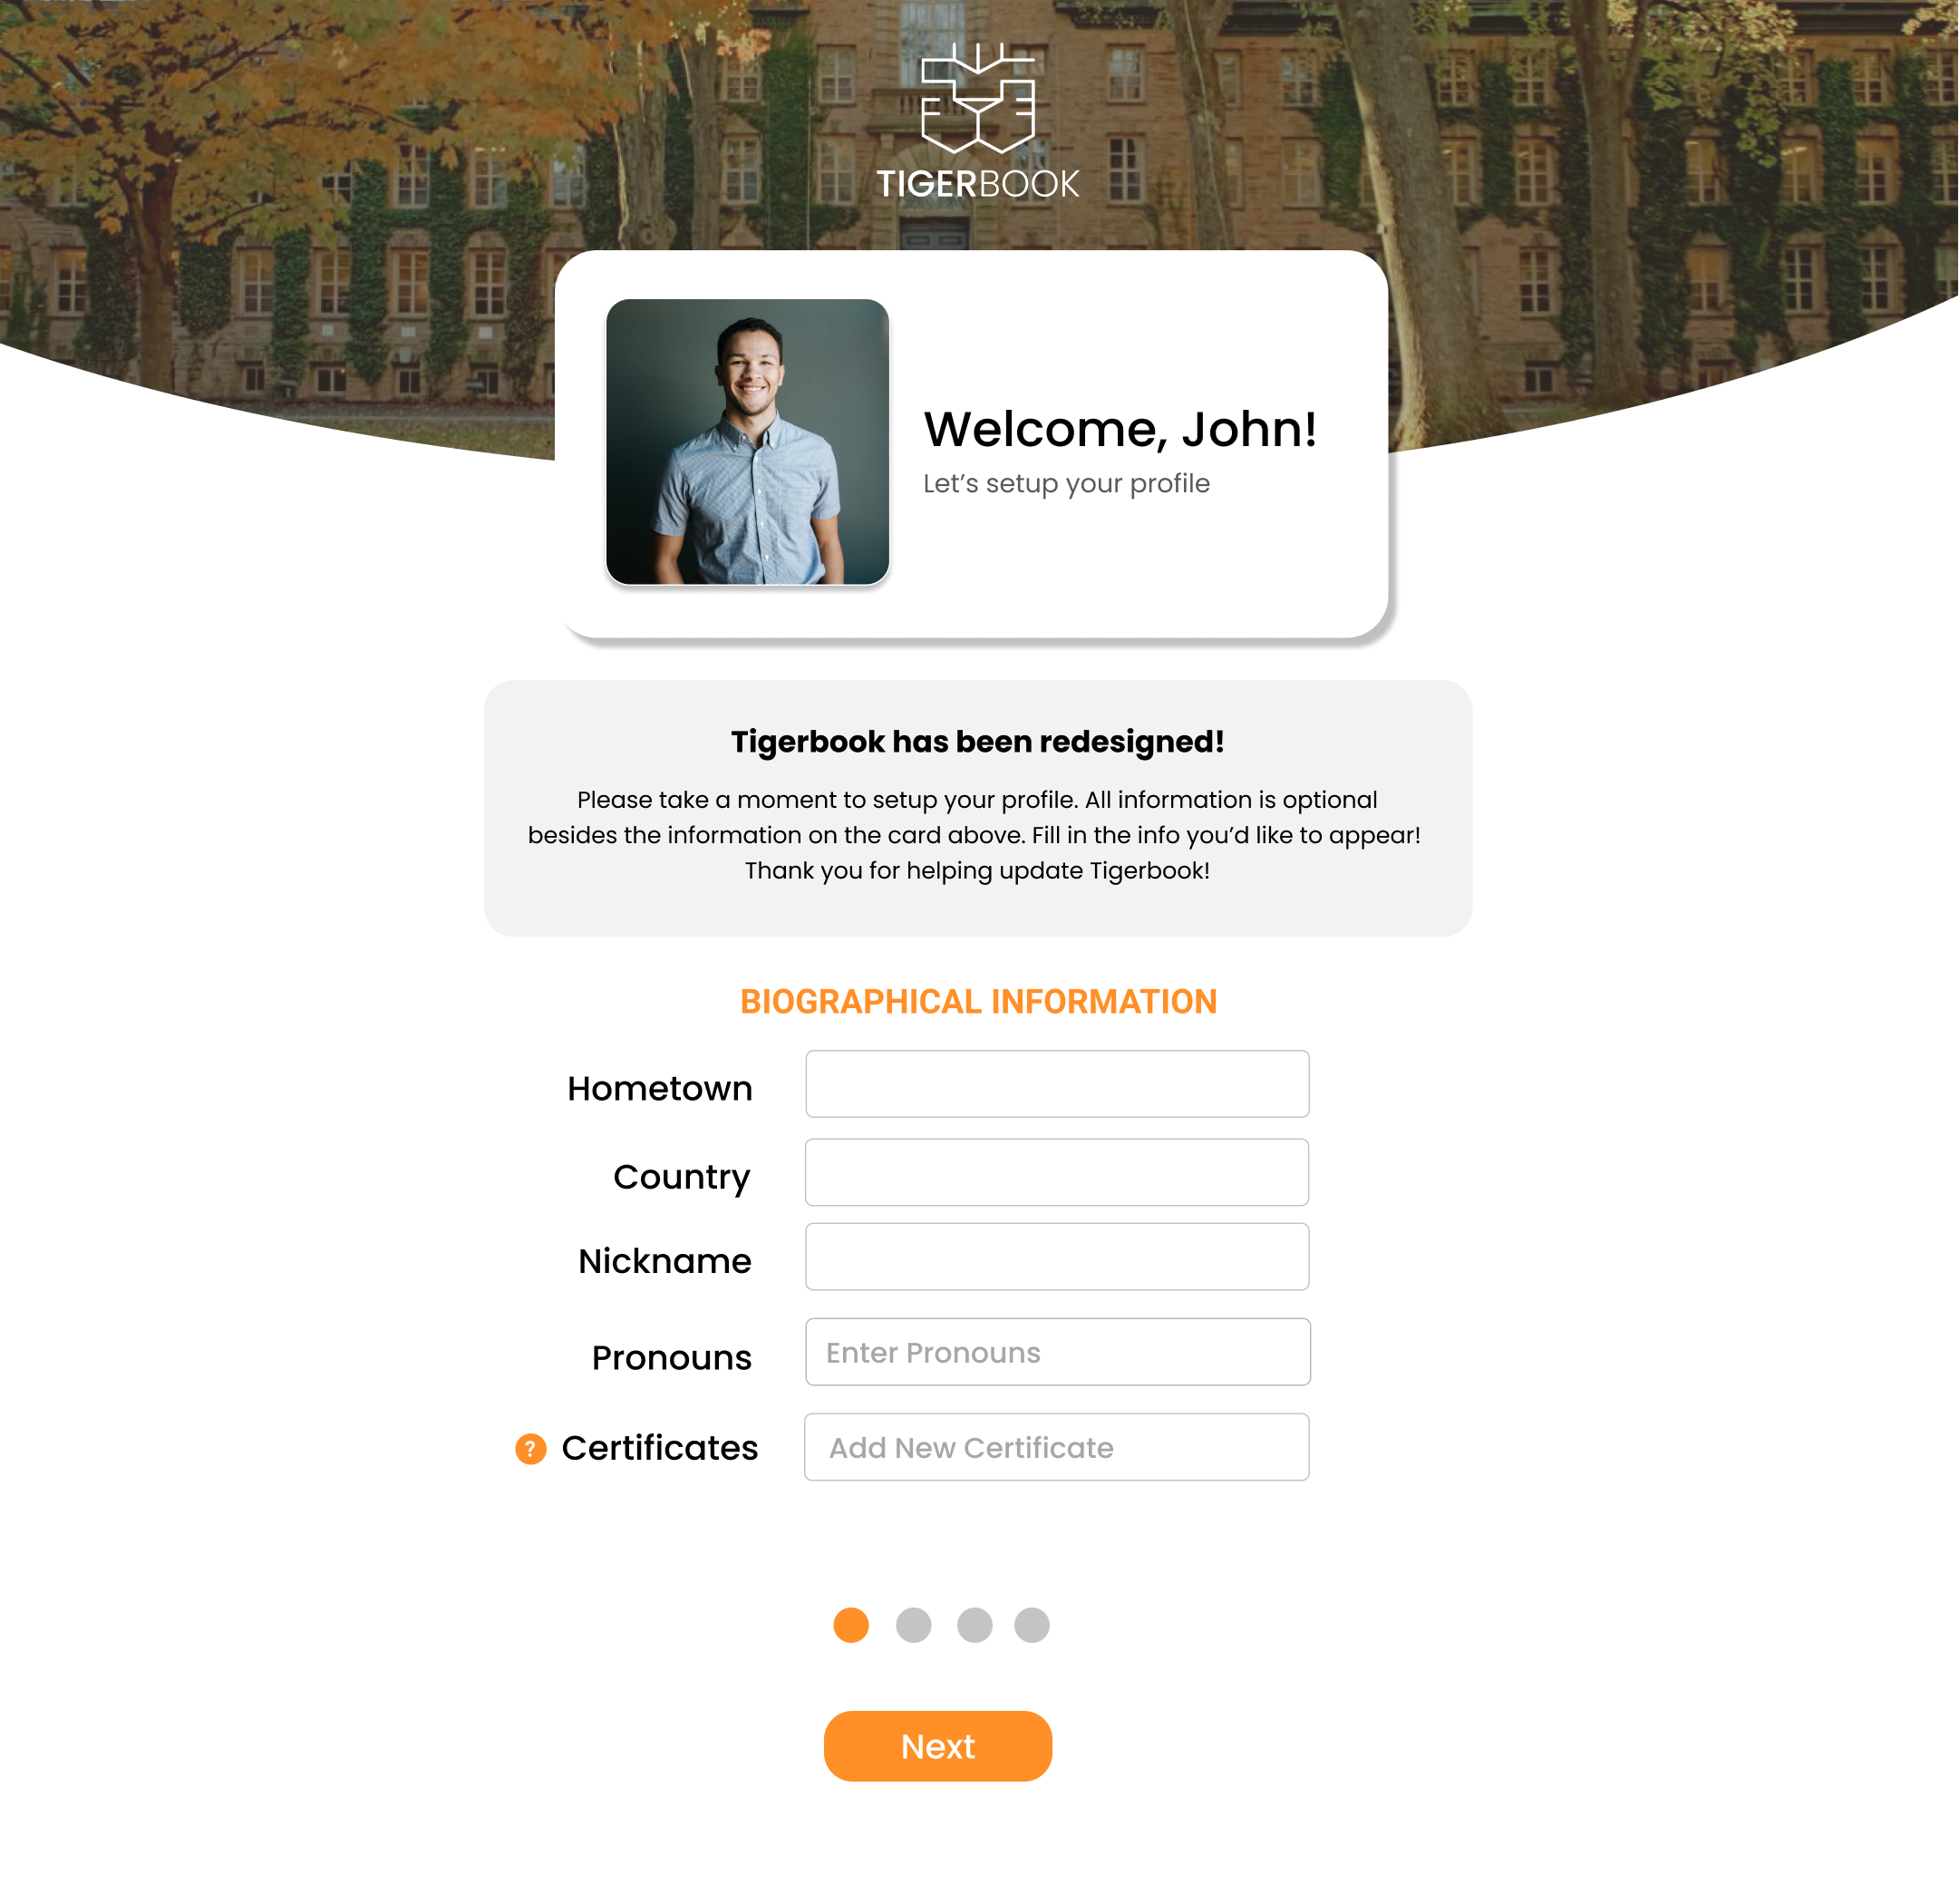 TIGERBOOK
Welcome, John!
Let’s setup your profile
Tigerbook has been redesigned!
Please take a moment to setup your profile. All information is optional
besides the information on the card above. Fill in the info you’d like to appear!
Thank you for helping update Tigerbook!
BIOGRAPHICAL INFORMATION
Hometown
Country
Nickname
Pronouns
Enter Pronouns
? Certificates
Add New Certificate
Next